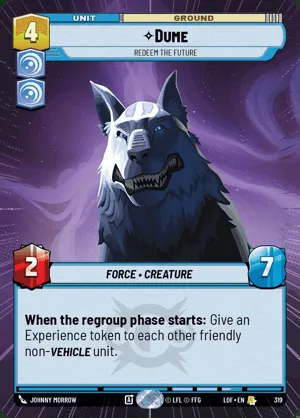 UNIT GROUND
4
✧DUME
REDEEM THE FUTURE
2
7
FORCE • CREATURE
When the regroup phase starts: Give an
Experience token to each other friendly
non-VEHICLE unit.
JOHNNY MORROW © LFL © FFG LOF • EN 319